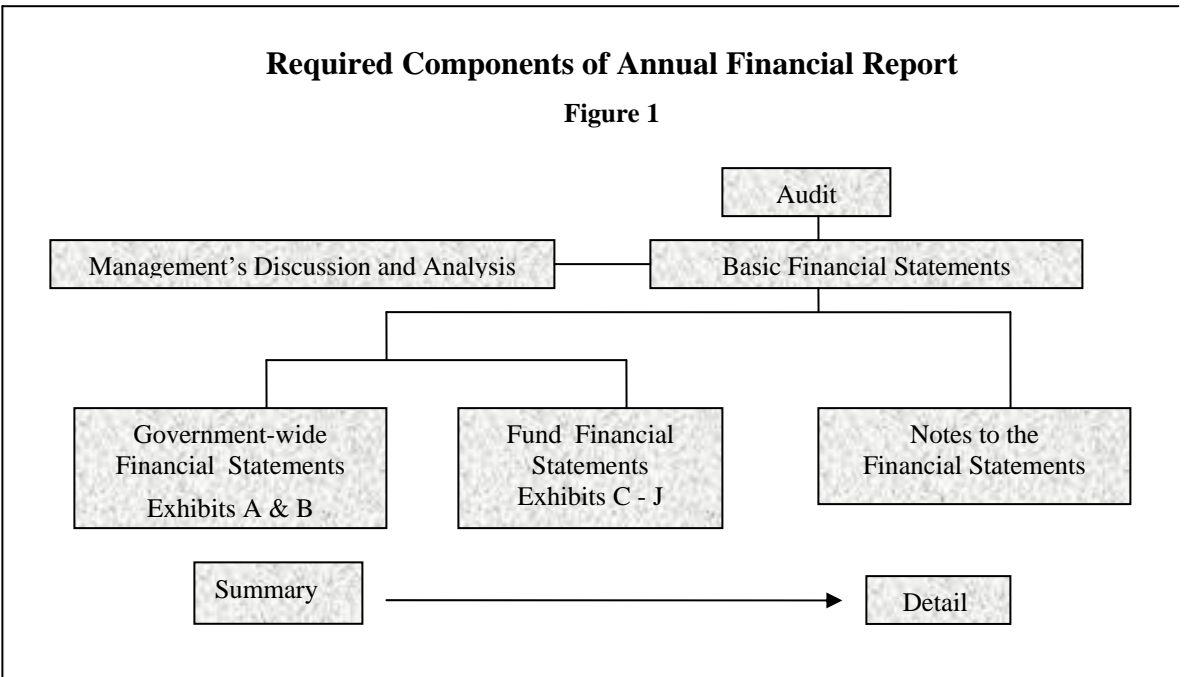 Required Components of Annual Financial Report
Figure 1
Audit
Management’s Discussion and Analysis
Basic Financial Statements
Government-wide
Financial Statements
Exhibits A & B
Fund Financial
Statements
Exhibits C - J
Notes to the
Financial Statements
Summary
Detail